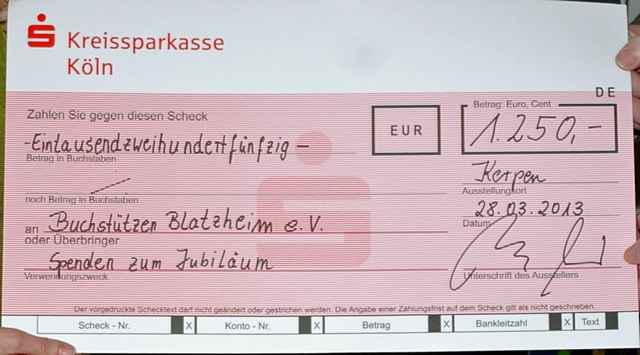 Kreissparkasse
Köln
DE
Zahlen Sie gegen diesen Scheck
Betrag: Euro, Cent
-Eintausendzweihundertfünfzig-
EUR
1.250,-
Betrag in Buchstaben
Kerpen
noch Betrag in Buchstaben
Ausstellungsort
28.03.2013
an Buchstützen Blatzheim e.V.
Datum
oder Überbringer
Spenden zum Jubiläum
Verwendungszweck
Unterschrift des Ausstellers
Der vorgedruckte Schecktext darf nicht geändert oder gestrichen werden. Die Angabe einer Zahlungsfrist auf dem Scheck gilt als nicht geschrieben.
Scheck - Nr. X Konto - Nr. X Betrag X Bankleitzahl X Text